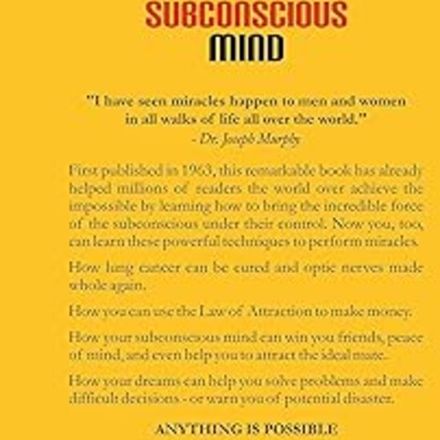 SUBCONSCIOUS
MIND
"I have seen miracles happen to men and women
in all walks of life all over the world."
- Dr. Joseph Murphy
First published in 1963, this remarkable book has already
helped millions of readers the world over achieve the
impossible by learning how to bring the incredible force
of the subconscious under their control. Now you, too,
can learn these powerful techniques to perform miracles.
How lung cancer can be cured and optic nerves made
whole again.
How you can use the Law of Attraction to make money.
How your subconscious mind can win you friends, peace
of mind, and even help you to attract the ideal mate.
How your dreams can help you solve problems and make
difficult decisions - or warn you of potential disaster.
ANYTHING IS POSSIBLE